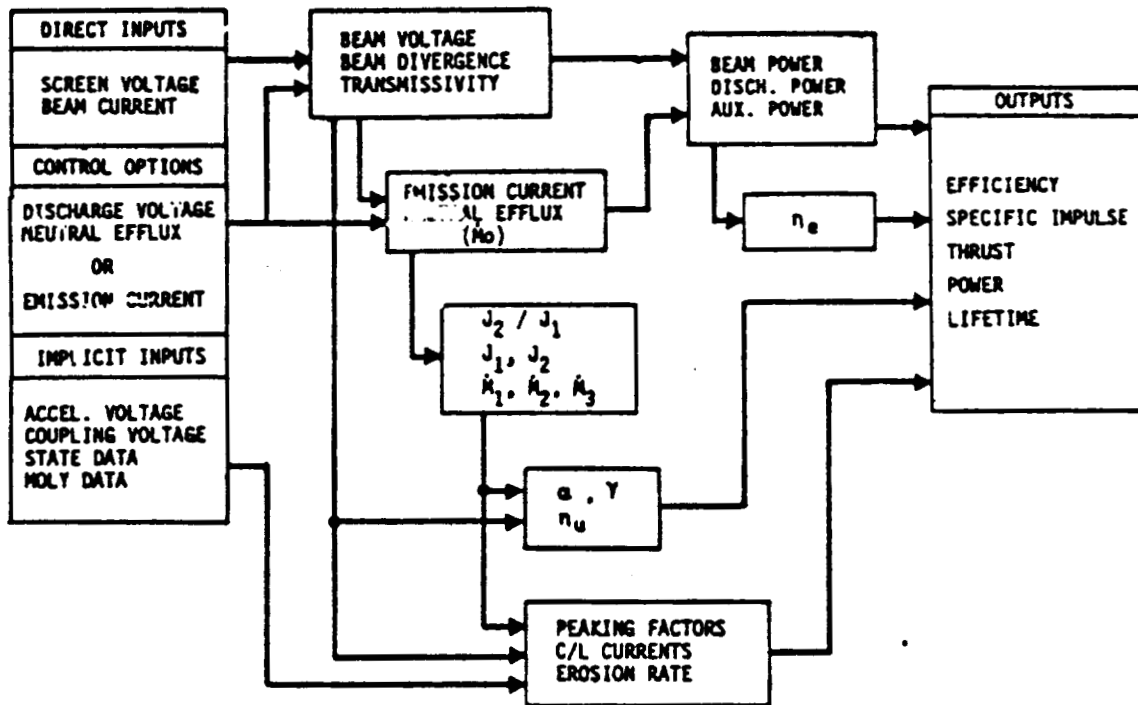 DIRECT INPUTS
SCREEN VOLTAGE
BEAM CURRENT
CONTROL OPTIONS
DISCHARGE VOLTAGE
NEUTRAL EFFLUX
OR
EMISSION CURRENT
IMPLICIT INPUTS
ACCEL. VOLTAGE
COUPLING VOLTAGE
STATE DATA
MOLY DATA
BEAM VOLTAGE
BEAM DIVERGENCE
TRANSMISSIVITY
EMISSION CURRENT
EFFLUX
(Ṁo)
J₂ / J₁
J₁, J₂
Ṁ₁, Ṁ₂, Ṁ₃
α , γ
nᵤ
PEAKING FACTORS
C/L CURRENTS
EROSION RATE
BEAM POWER
DISCH. POWER
AUX. POWER
nₑ
OUTPUTS
EFFICIENCY
SPECIFIC IMPULSE
THRUST
POWER
LIFETIME